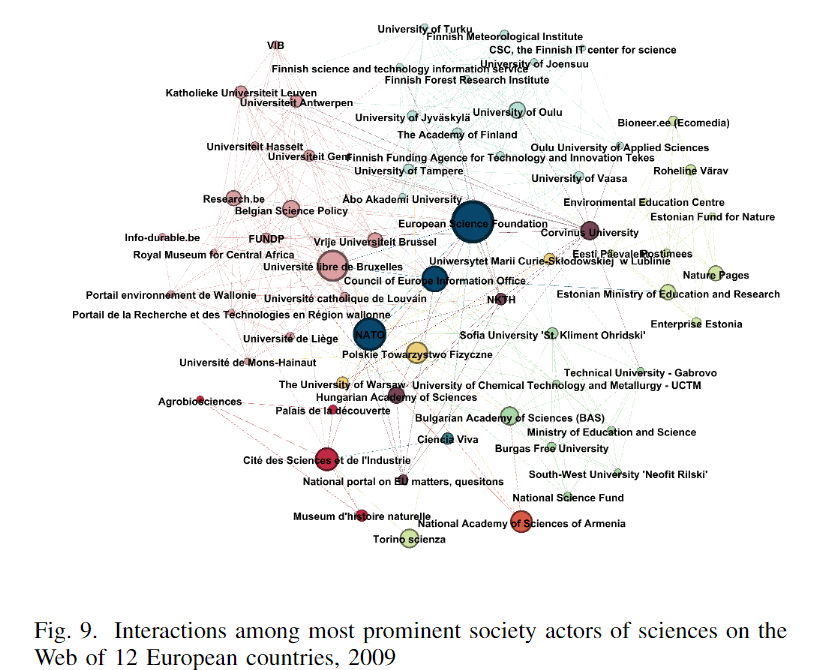 University of Turku
Finnish Meteorological Institute
VIB
CSC, the Finnish IT center for science
University of Joensuu
Finnish science and technology information service
Finnish Forest Research Institute
Katholieke Universiteit Leuven
Universiteit Antwerpen
University of Oulu
University of Jyväskylä
Bioneer.ee (Ecomedia)
The Academy of Finland
Universiteit Hasselt
Oulu University of Applied Sciences
Universiteit Gent
Finnish Funding Agence for Technology and Innovation Tekes
University of Tampere
Roheline Värav
University of Vaasa
Research.be
Åbo Akademi University
Environmental Education Centre
Belgian Science Policy
Estonian Fund for Nature
European Science Foundation
Corvinus University
Info-durable.be
FUNDP
Vrije Universiteit Brussel
Royal Museum for Central Africa
Eesti Päevaleht
Postimees
Uniwersytet Marii Curie-Skłodowskiej w Lublinie
Université libre de Bruxelles
Nature Pages
Council of Europe Information Office
Portail environnement de Wallonie
Université catholique de Louvain
NKTH
Estonian Ministry of Education and Research
Portail de la Recherche et des Technologies en Région wallonne
Enterprise Estonia
NATO
Université de Liège
Sofia University 'St. Kliment Ohridski'
Polskie Towarzystwo Fizyczne
Université de Mons-Hainaut
Technical University - Gabrovo
The University of Warsaw
University of Chemical Technology and Metallurgy - UCTM
Hungarian Academy of Sciences
Agrobiosciences
Palais de la découverte
Bulgarian Academy of Sciences (BAS)
Ministry of Education and Science
Ciencia Viva
Burgas Free University
Cité des Sciences et de l'Industrie
South-West University 'Neofit Rilski'
National portal on EU matters, quesitons
National Science Fund
Museum d'histoire naturelle
National Academy of Sciences of Armenia
Torino scienza
Fig. 9. Interactions among most prominent society actors of sciences on the
Web of 12 European countries, 2009